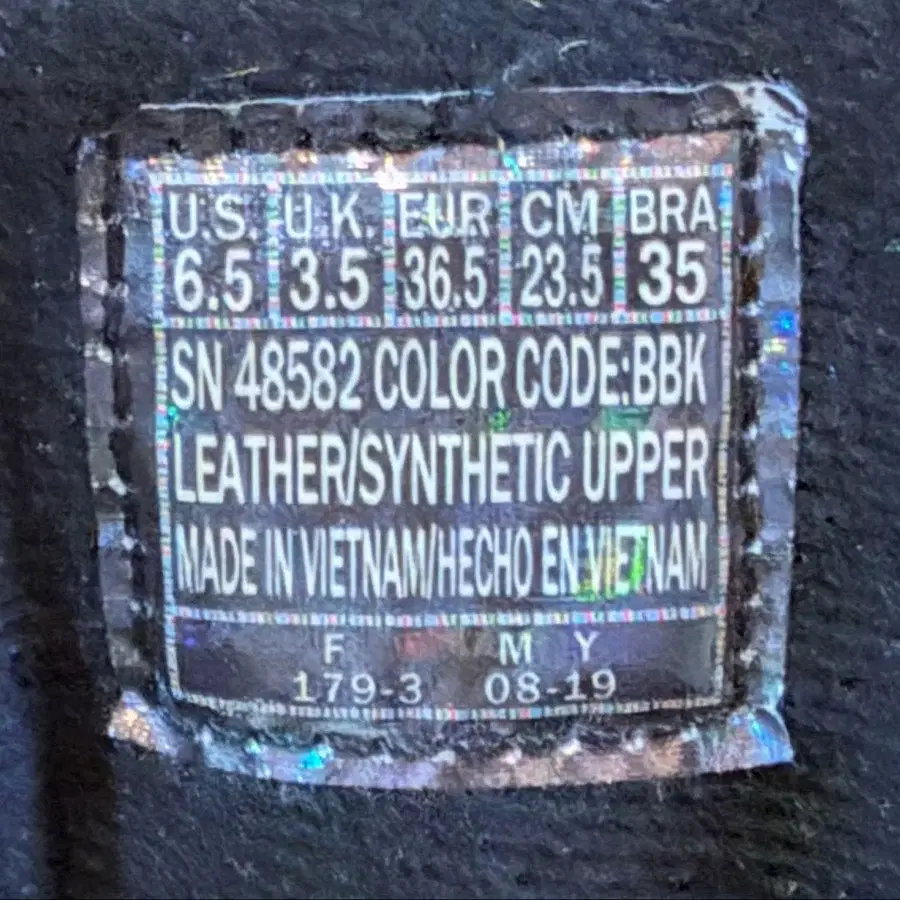 U.S. U.K. EUR CM BRA
6.5 3.5 36.5 23.5 35
SN 48582 COLOR CODE:BBK
LEATHER/SYNTHETIC UPPER
MADE IN VIETNAM/HECHO EN VIETNAM
F M Y
179-3 08-19